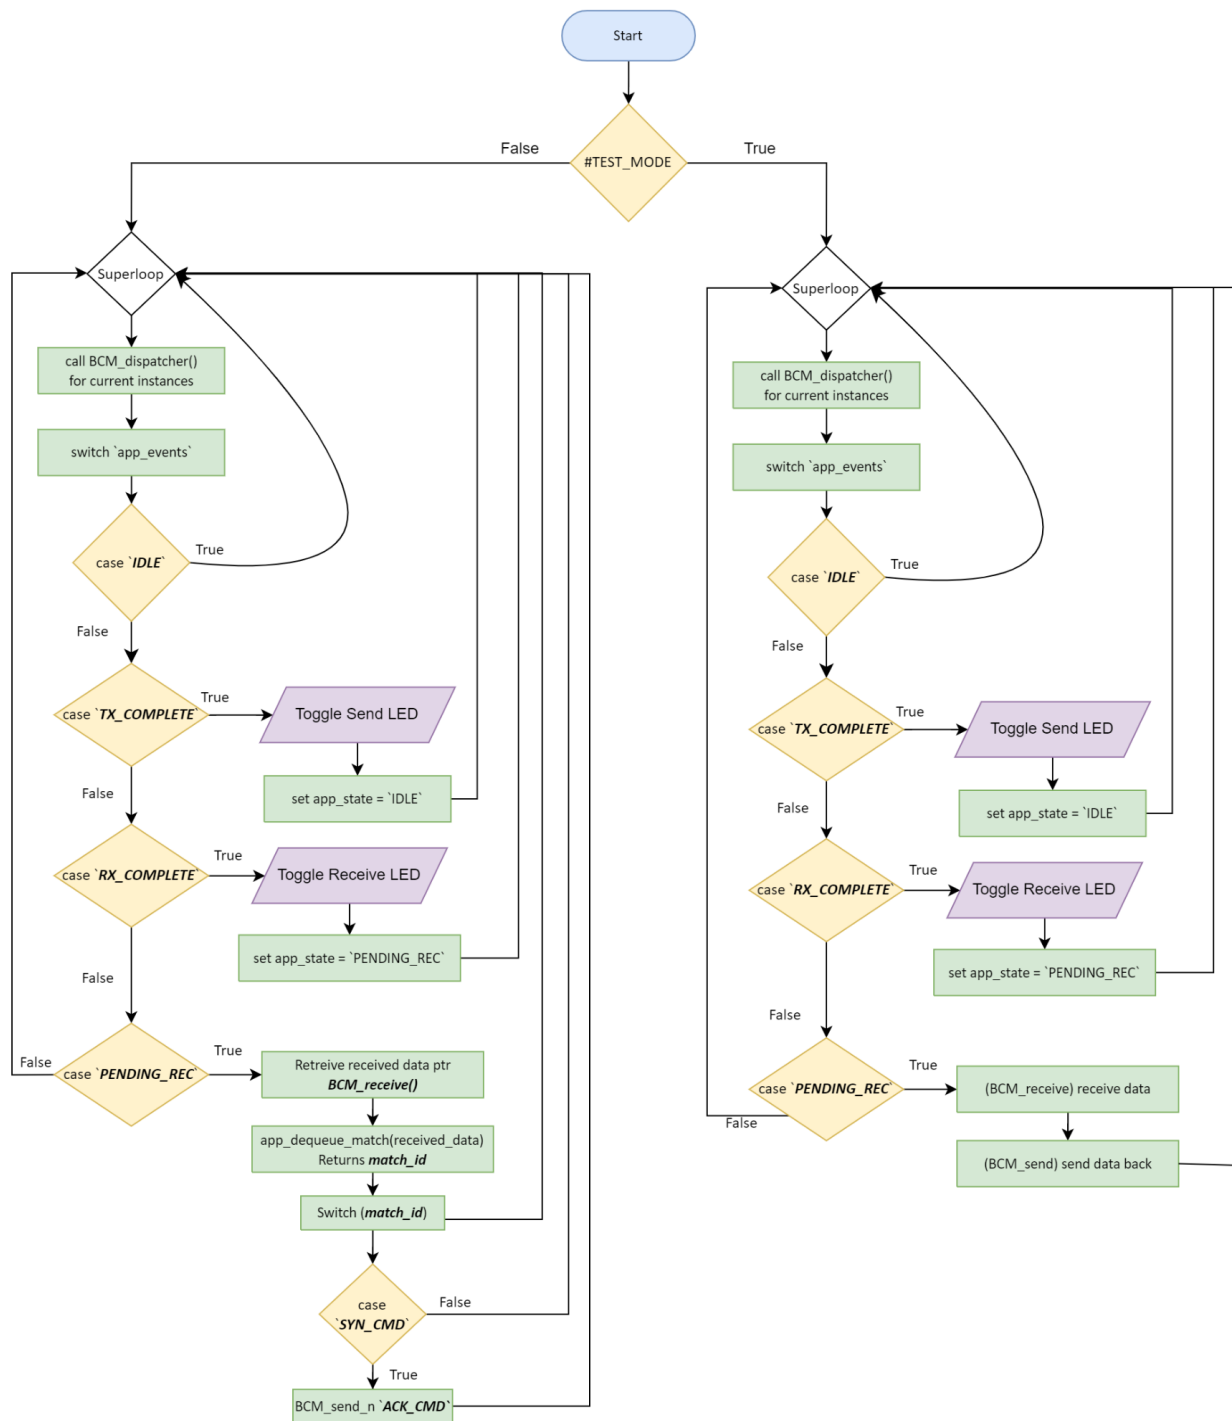 Start
#TEST_MODE
False
True
Superloop
call BCM_dispatcher()
for current instances
switch `app_events`
case `IDLE`
True
False
case `TX_COMPLETE`
True
Toggle Send LED
set app_state = `IDLE`
False
case `RX_COMPLETE`
True
Toggle Receive LED
set app_state = `PENDING_REC`
False
case `PENDING_REC`
False
True
Retreive received data ptr
BCM_receive()
app_dequeue_match(received_data)
Returns match_id
Switch (match_id)
case
`SYN_CMD`
False
True
BCM_send_n `ACK_CMD`
Superloop
call BCM_dispatcher()
for current instances
switch `app_events`
case `IDLE`
True
False
case `TX_COMPLETE`
True
Toggle Send LED
set app_state = `IDLE`
False
case `RX_COMPLETE`
True
Toggle Receive LED
set app_state = `PENDING_REC`
False
case `PENDING_REC`
False
True
(BCM_receive) receive data
(BCM_send) send data back